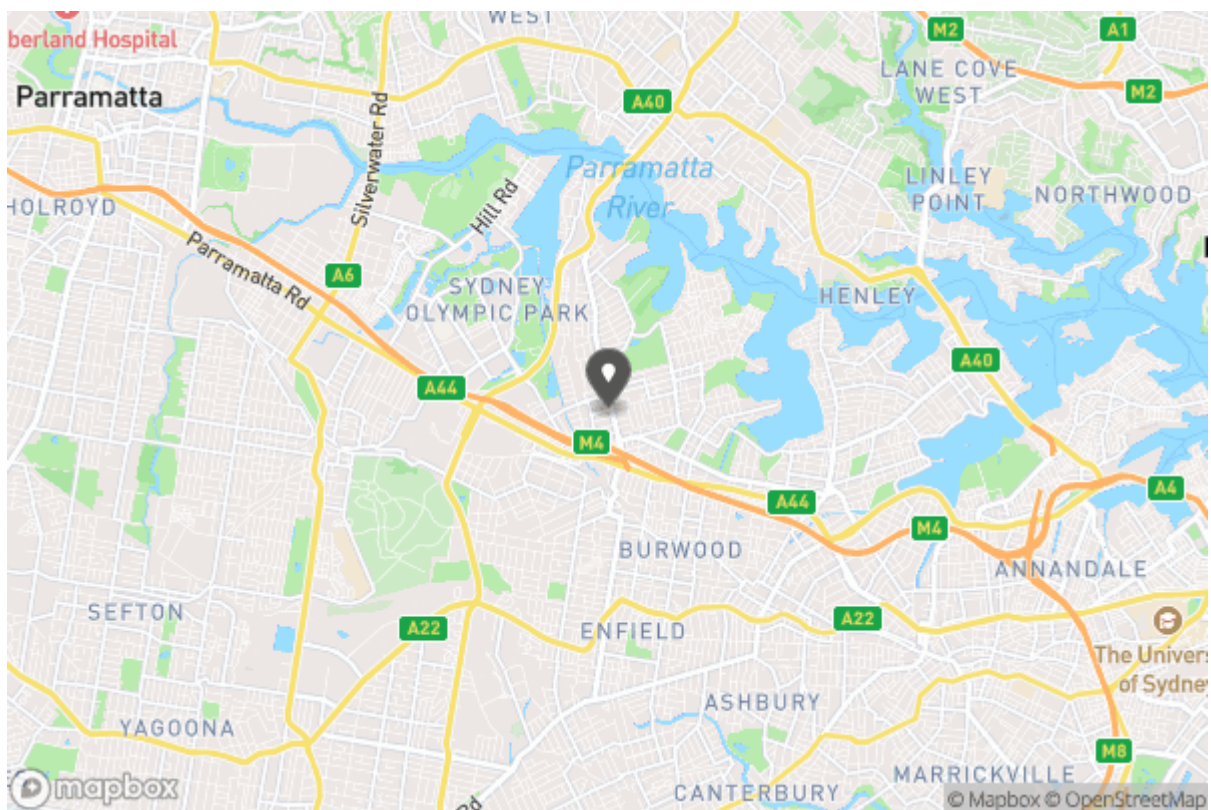 WEST
M2
A1
berland Hospital
LANE COVE
WEST
M2
Parramatta
A40
Silverwater Rd
Parramatta
River
LINLEY
POINT
NORTHWOOD
HOLROYD
Hill Rd
Parramatta Rd
A6
SYDNEY
OLYMPIC PARK
HENLEY
A40
A44
M4
A44
A4
M4
BURWOOD
ANNANDALE
SEFTON
A22
ENFIELD
A22
The Univers
of Sydney
ASHBURY
YAGOONA
M8
MARRICKVILLE
CANTERBURY
mapbox
© Mapbox © OpenStreetMap